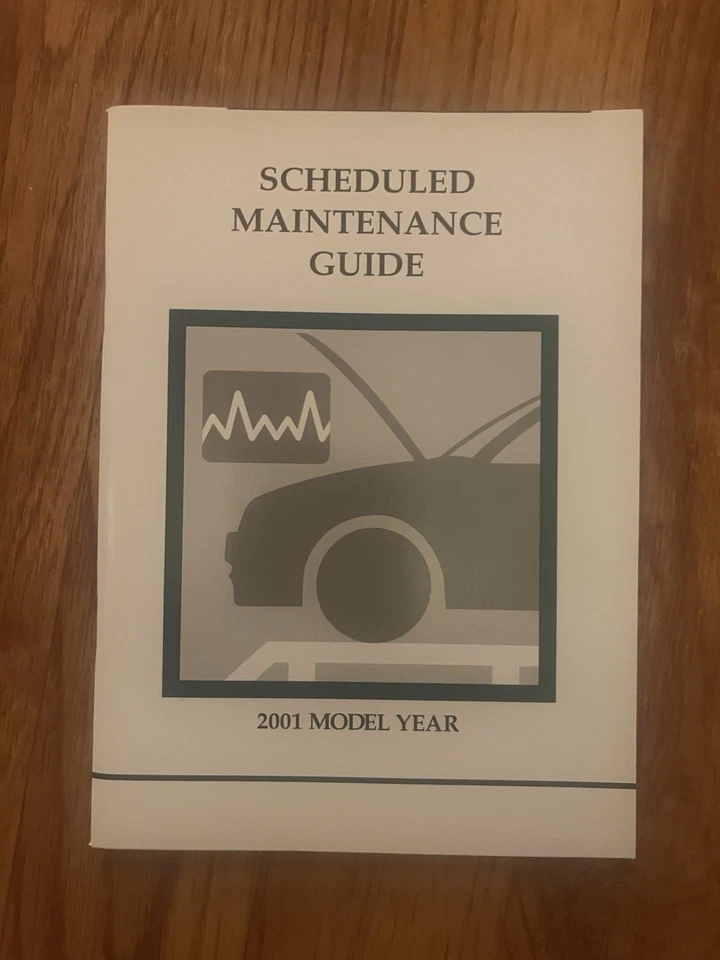 SCHEDULED
MAINTENANCE
GUIDE
2001 MODEL YEAR